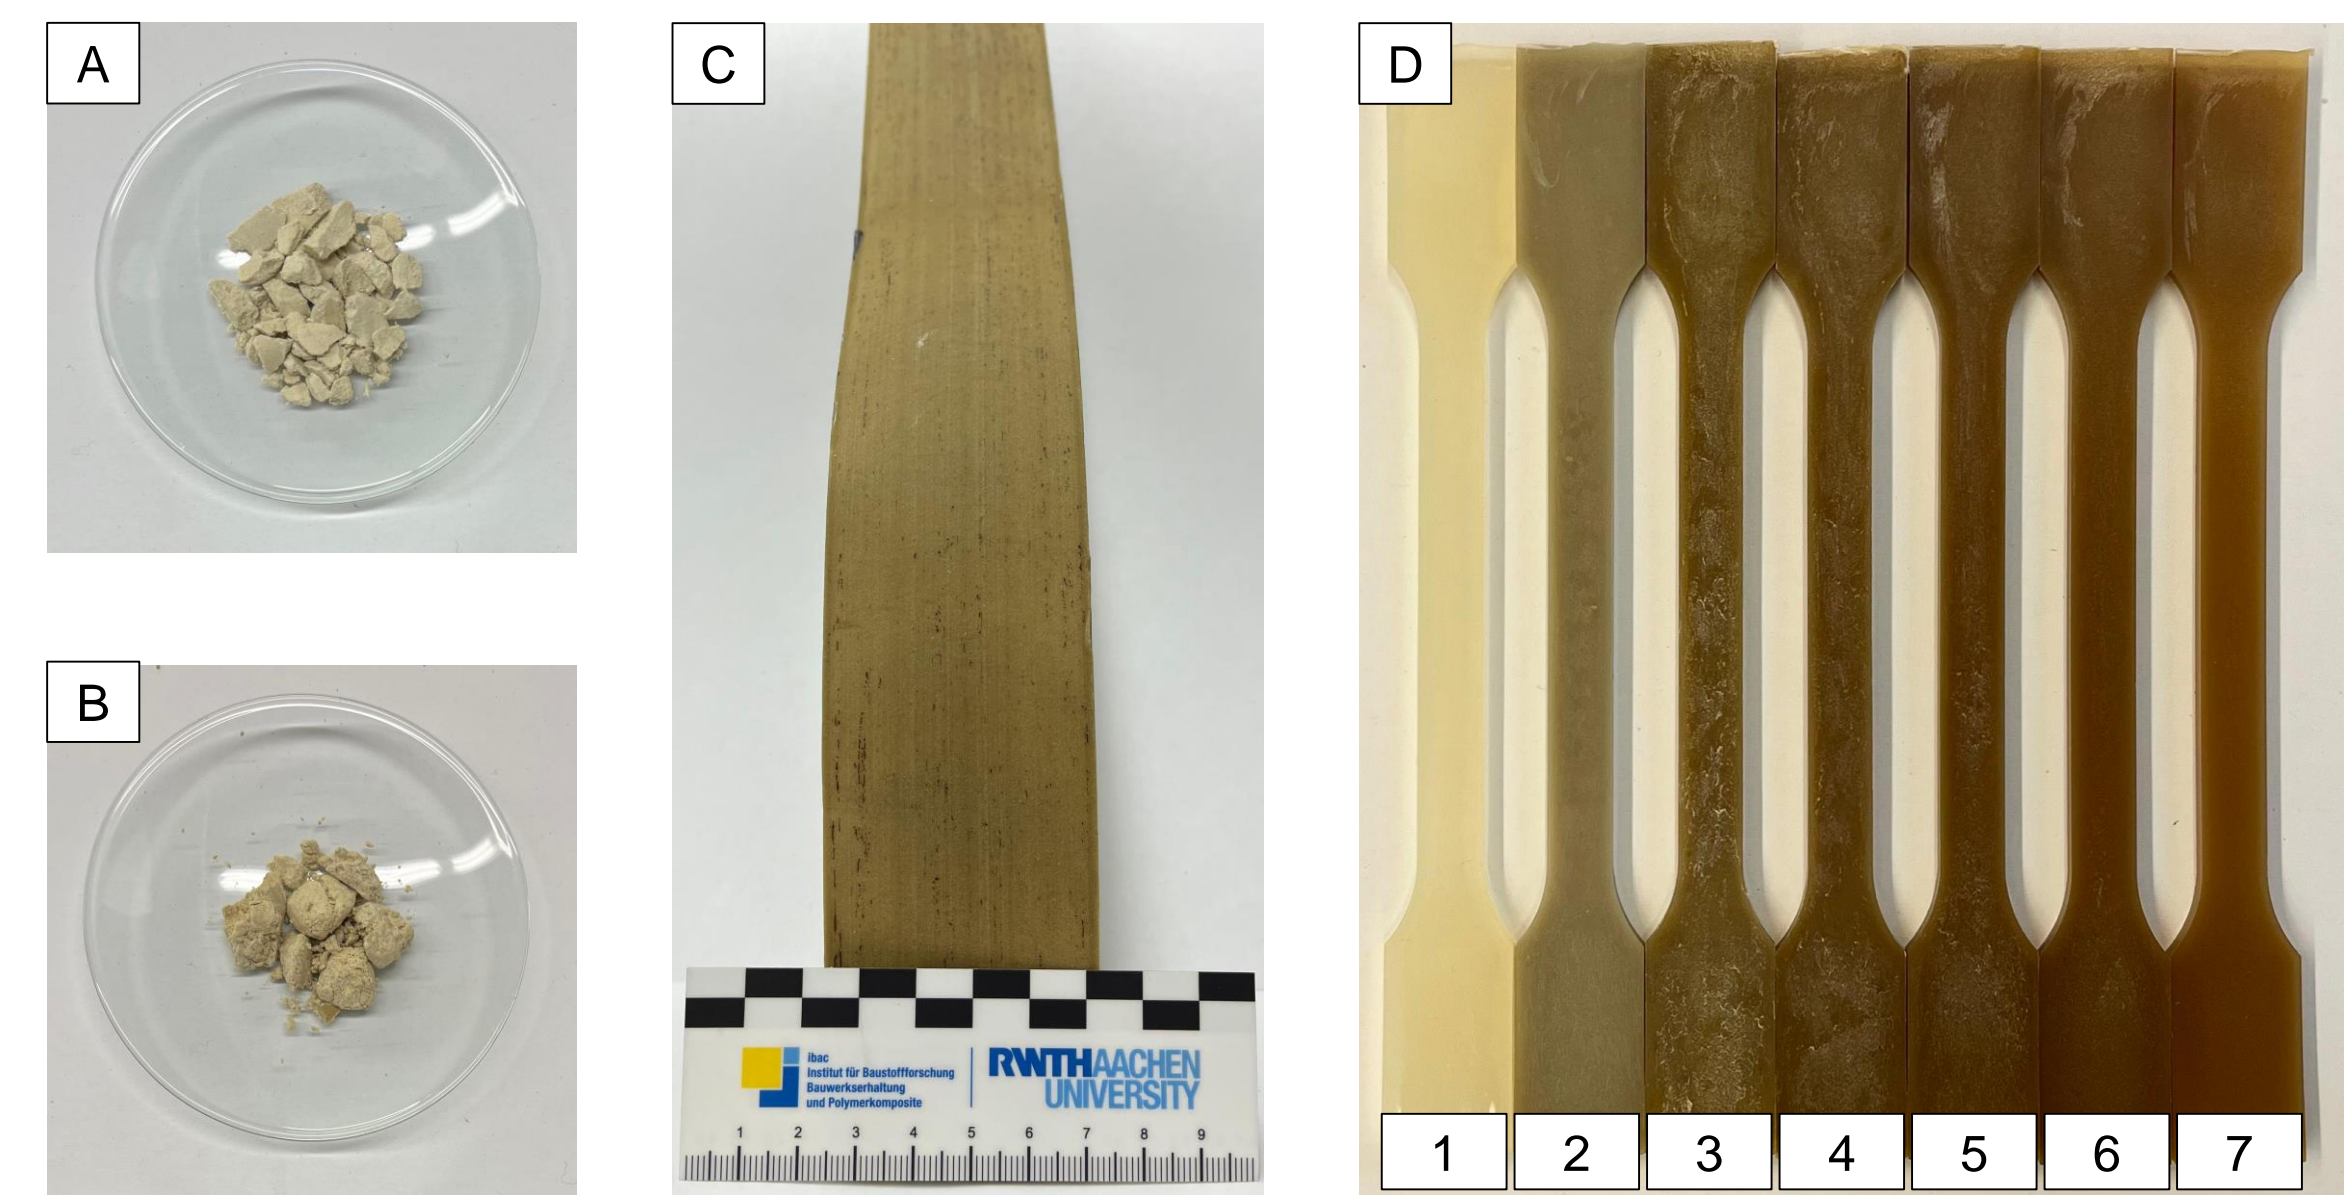 A
B
C
ibac
Institut für Baustoffforschung
Bauwerkserhaltung
und Polymerkomposite
RWTHAACHEN
UNIVERSITY
1 2 3 4 5 6 7 8 9
D
1 2 3 4 5 6 7